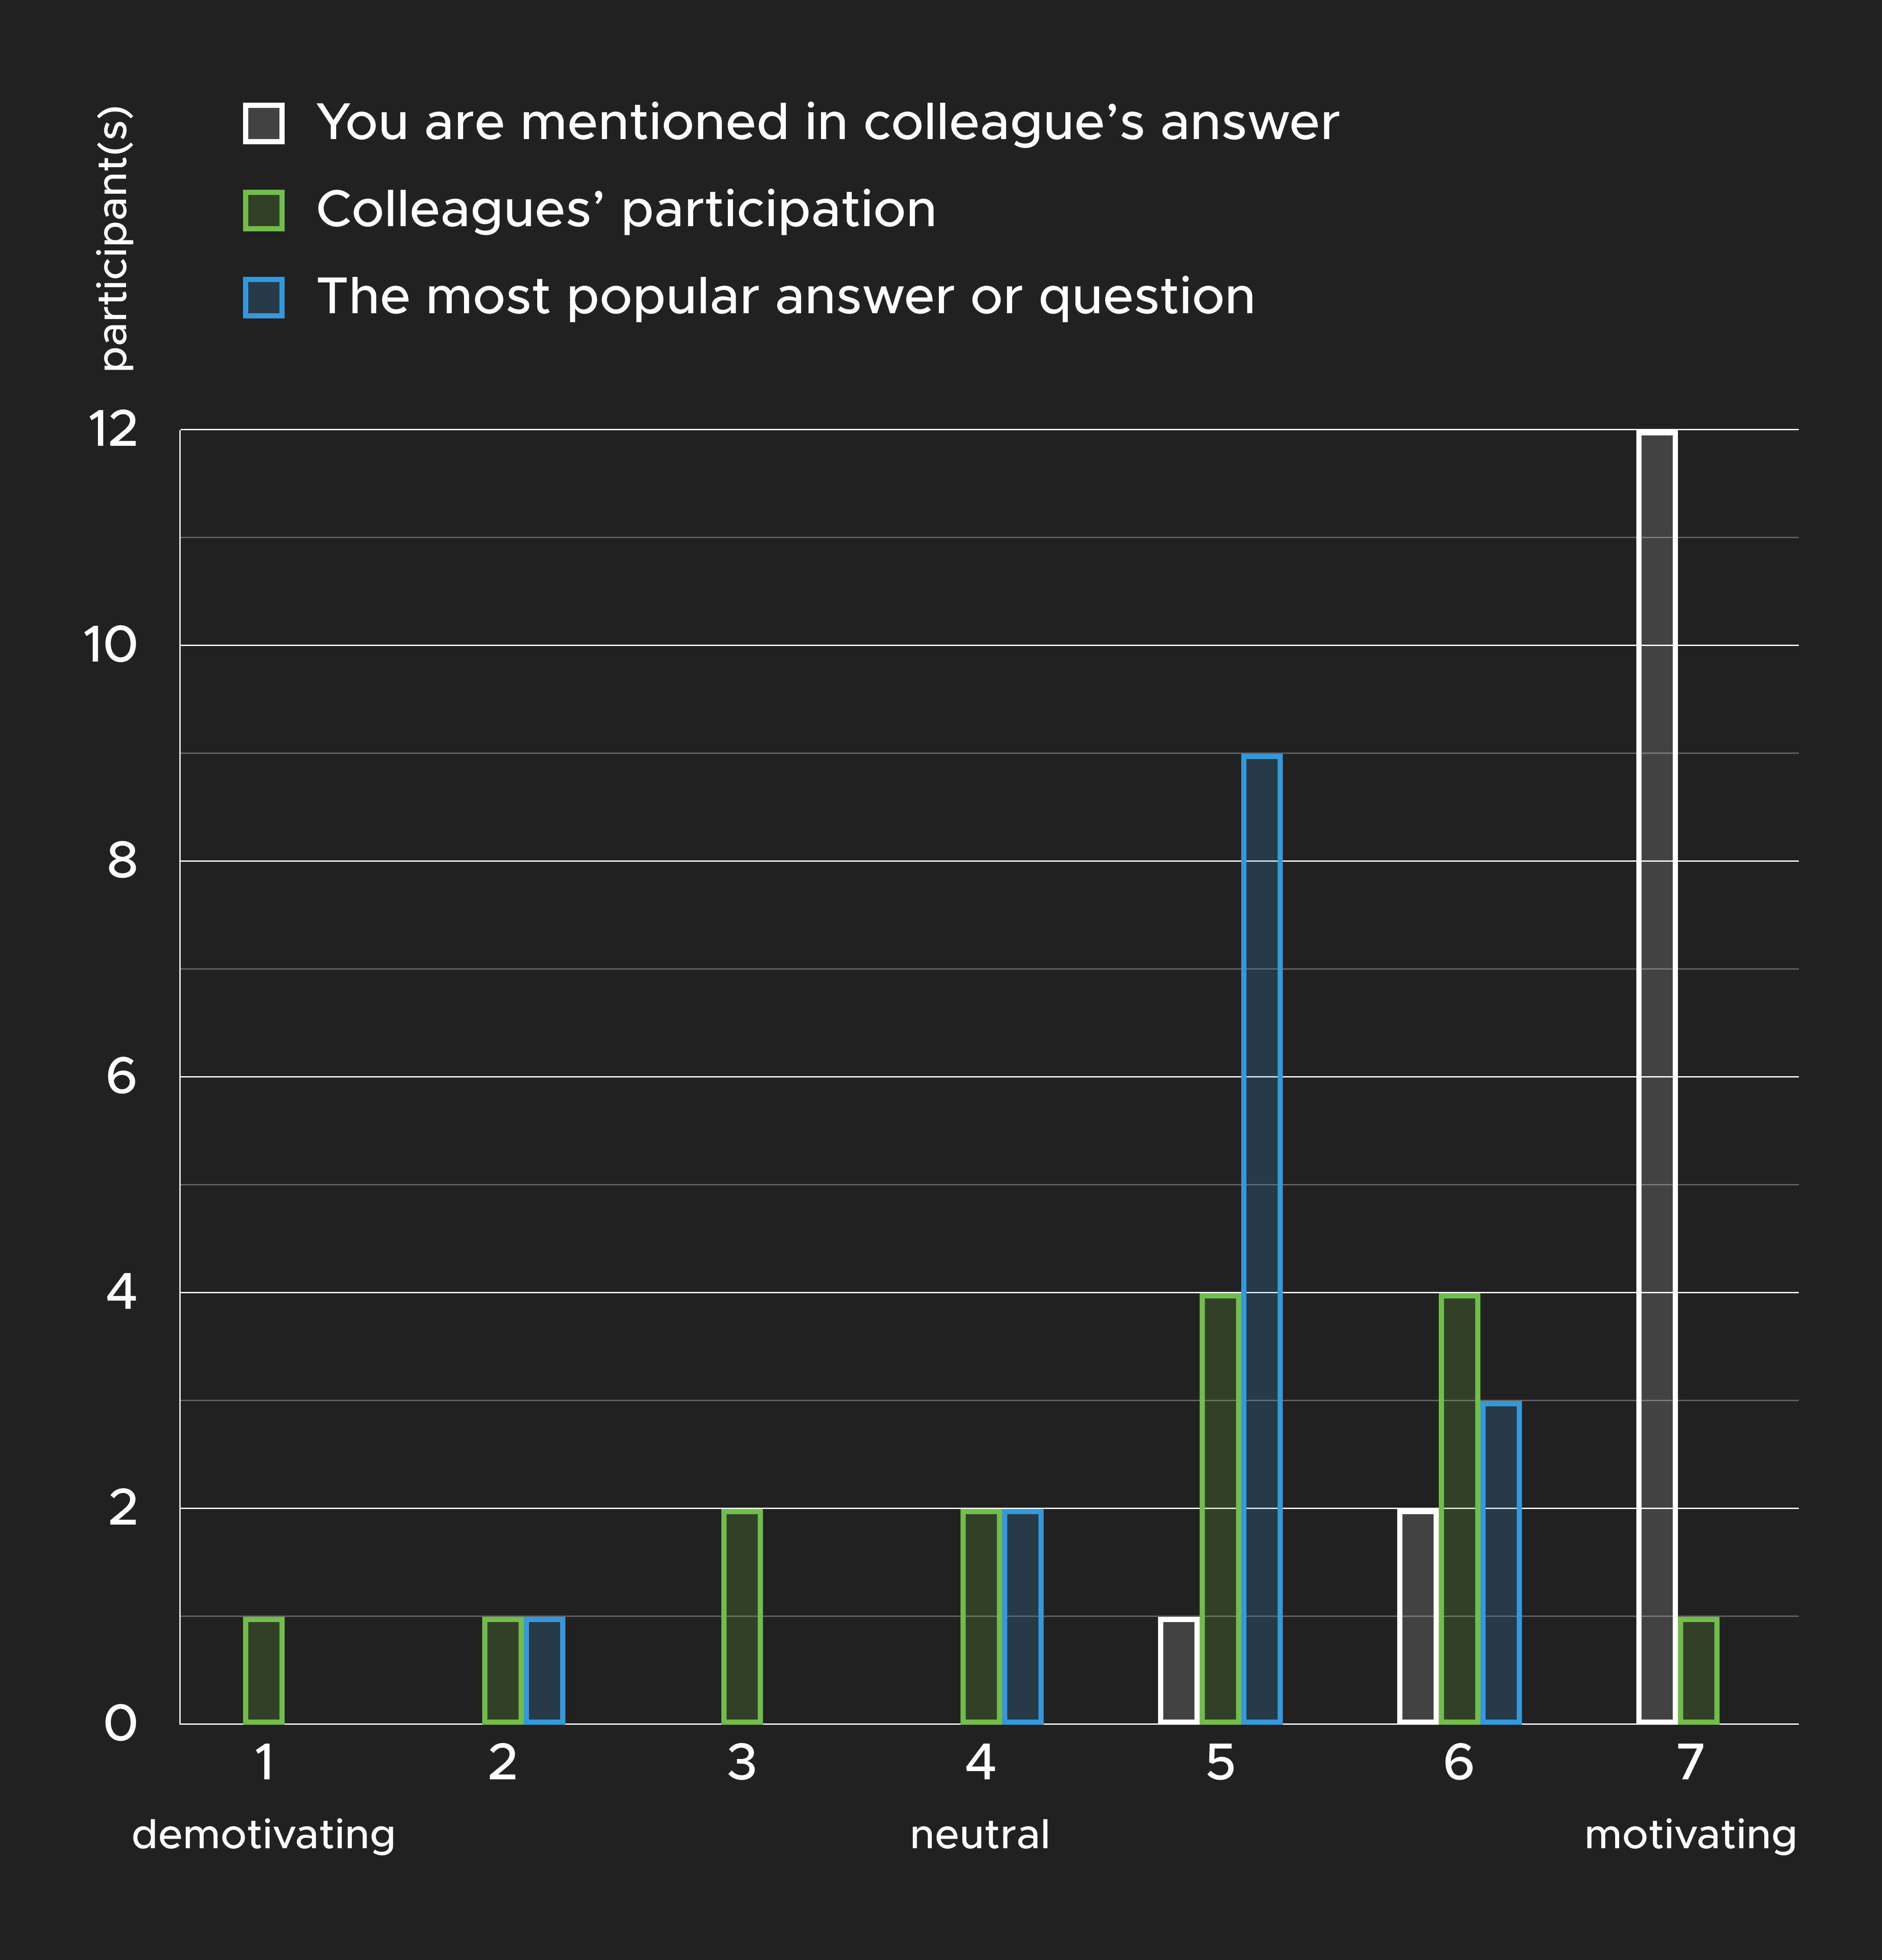 participant(s)
You are mentioned in colleague’s answer
Colleagues’ participation
The most popular answer or question
12
10
8
6
4
2
0
1 2 3 4 5 6 7
demotivating neutral motivating